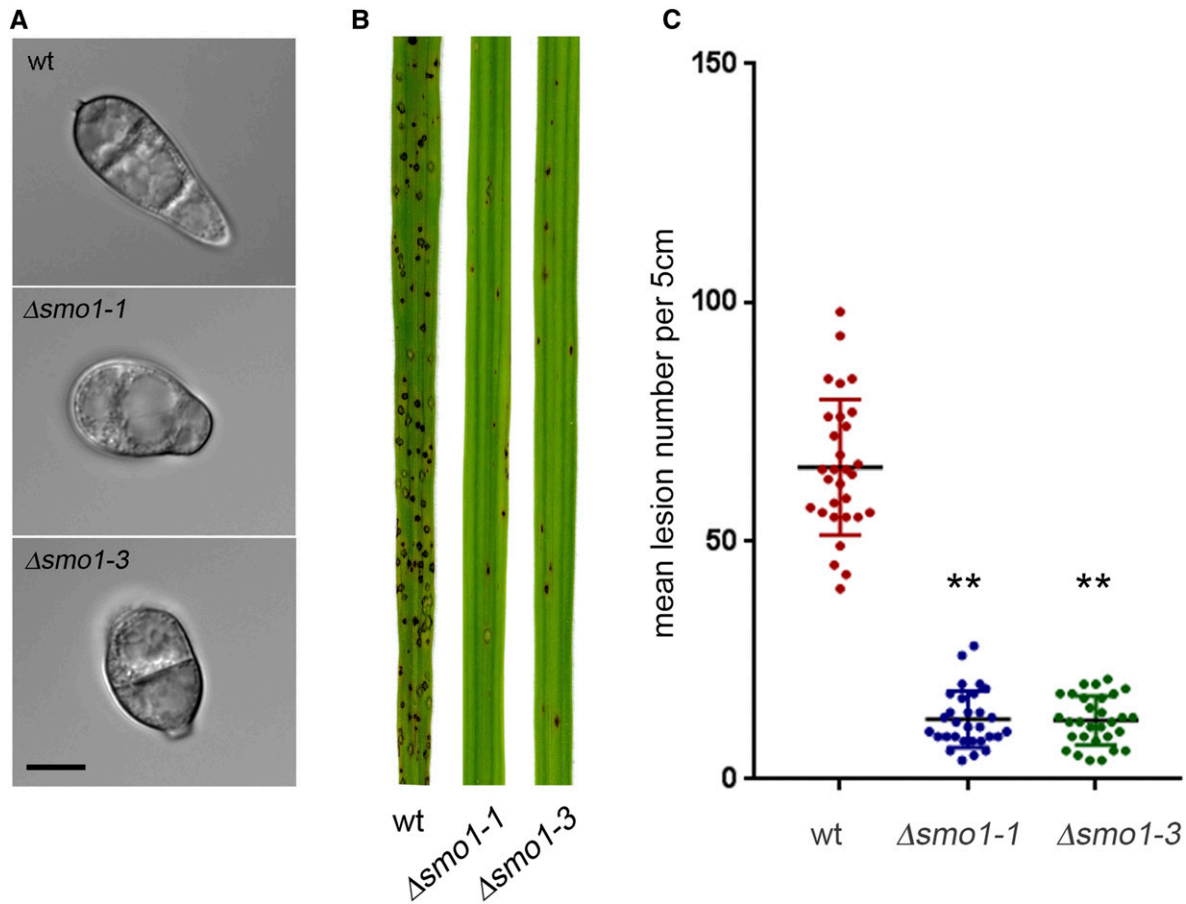 A
wt
Δsmo1-1
Δsmo1-3
B
wt
Δsmo1-1
Δsmo1-3
C
mean lesion number per 5cm
150
100
50
0
**
**
wt
Δsmo1-1
Δsmo1-3